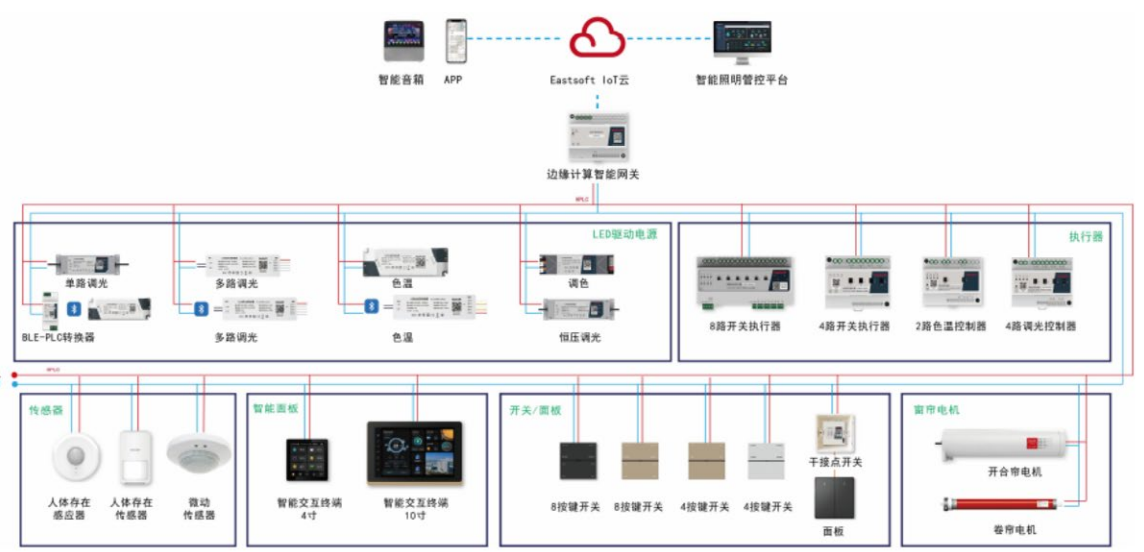 智能音箱
APP
Eastsoft IoT云
智能照明管控平台
边缘计算智能网关
HPLC
LED驱动电源
执行器
单路调光
多路调光
色温
调色
BLE-PLC转换器
多路调光
色温
恒压调光
8路开关执行器
4路开关执行器
2路色温控制器
4路调光控制器
HPLC
传感器
智能面板
开关/面板
窗帘电机
人体存在
感应器
人体存在
传感器
微动
传感器
智能交互终端
4寸
智能交互终端
10寸
8按键开关
8按键开关
4按键开关
4按键开关
干接点开关
面板
开台帘电机
卷帘电机